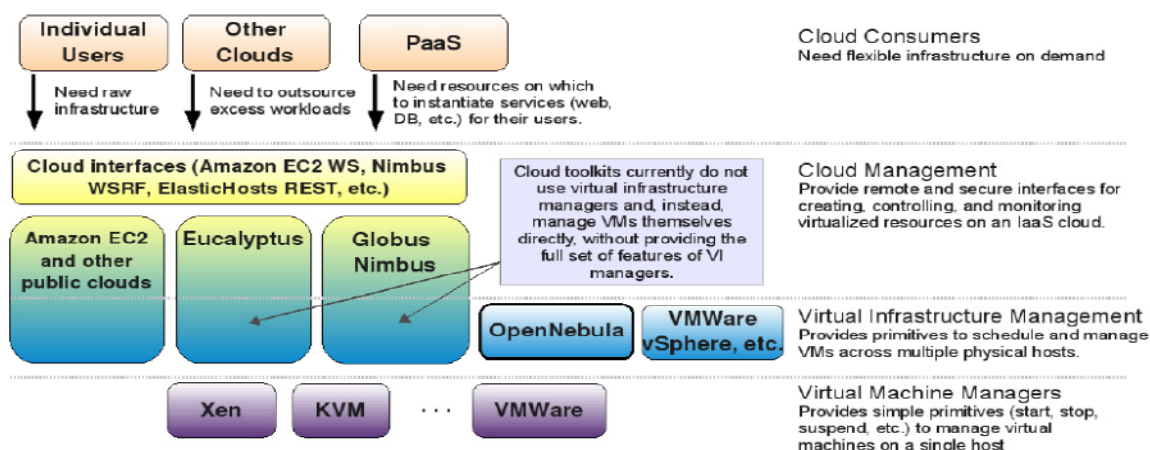 Individual
Users
Other
Clouds
PaaS
Cloud Consumers
Need flexible infrastructure on demand
Need raw
infrastructure
Need to outsource
excess workloads
Need resources on which
to instantiate services (web,
DB, etc.) for their users.
Cloud interfaces (Amazon EC2 WS, Nimbus
WSRF, ElasticHosts REST, etc.)
Cloud toolkits currently do not
use virtual infrastructure
managers and, instead,
manage VMs themselves
directly, without providing the
full set of features of VI
managers.
Cloud Management
Provide remote and secure interfaces for
creating, controlling, and monitoring
virtualized resources on an IaaS cloud.
Amazon EC2
and other
public clouds
Eucalyptus
Globus
Nimbus
OpenNebula
VMWare
vSphere, etc.
Virtual Infrastructure Management
Provides primitives to schedule and manage
VMs across multiple physical hosts.
Xen
KVM
...
VMWare
Virtual Machine Managers
Provides simple primitives (start, stop,
suspend, etc.) to manage virtual
machines on a single host